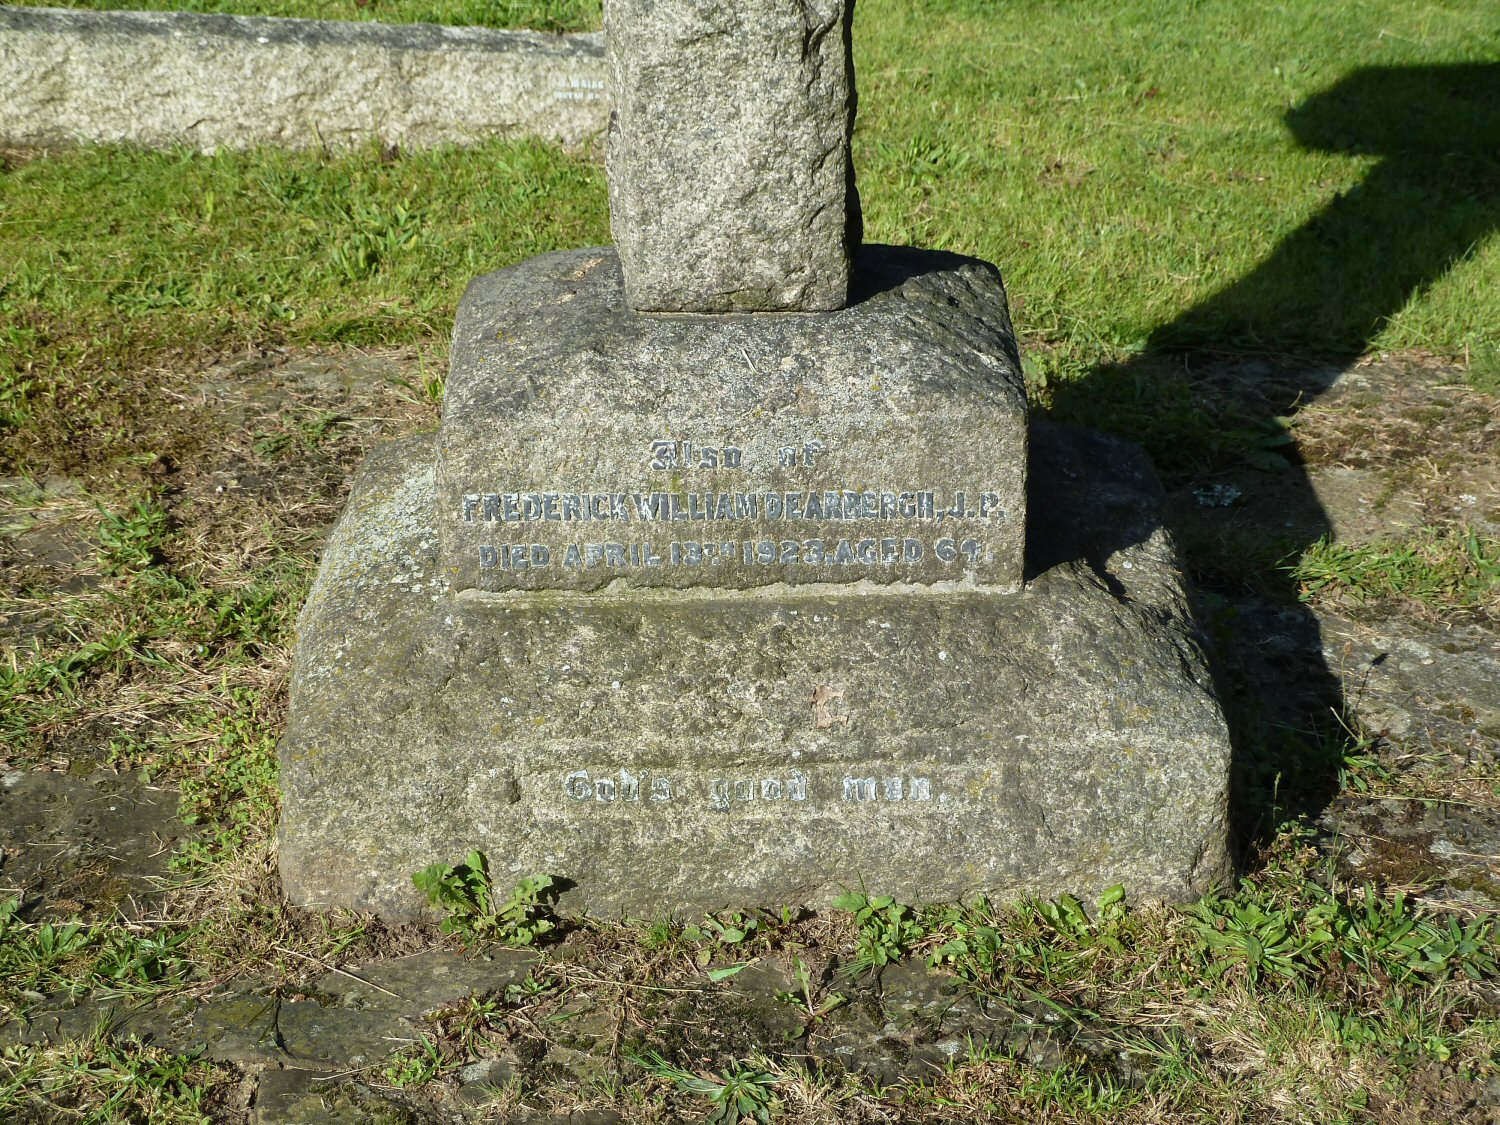 Also of
FREDERICK WILLIAM DEARBERGH, J.P.
DIED APRIL 13TH 1923. AGED 64.
God's good man.